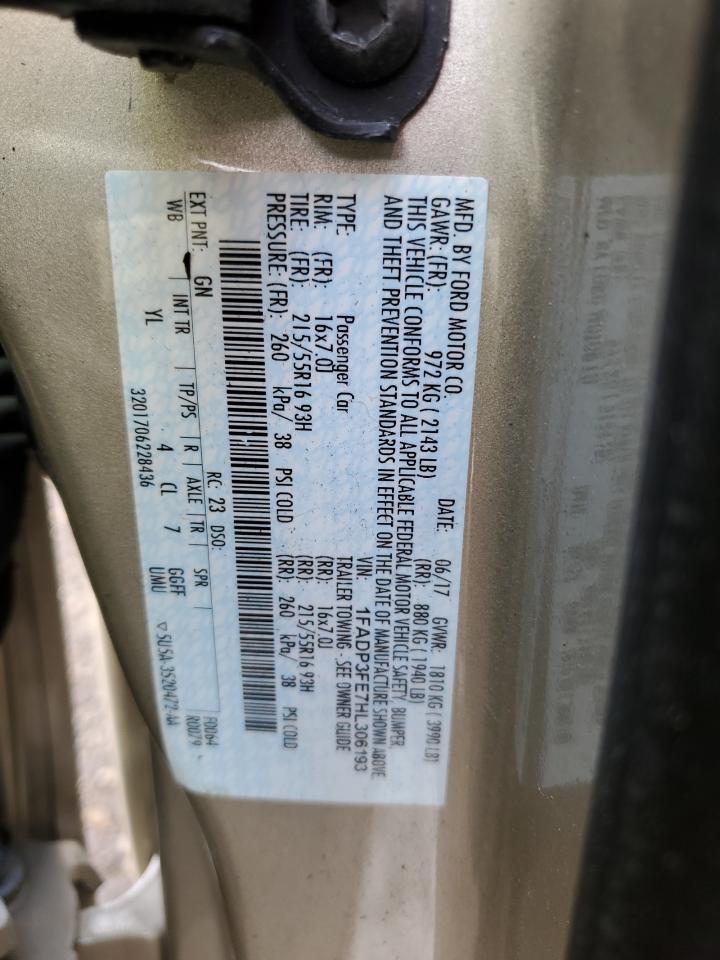 MFD. BY FORD MOTOR CO.
DATE: 06/17 GVWR: 1810 KG ( 3990 LB)
GAWR: (FR): 972 KG ( 2143 LB) (RR): 880 KG ( 1940 LB)
THIS VEHICLE CONFORMS TO ALL APPLICABLE FEDERAL MOTOR VEHICLE SAFETY, BUMPER,
AND THEFT PREVENTION STANDARDS IN EFFECT ON THE DATE OF MANUFACTURE SHOWN ABOVE
VIN: 1FADP3FE7HL306193
TYPE: Passenger Car TRAILER TOWING - SEE OWNER GUIDE
RIM: (FR): 16x7.0J (RR): 16x7.0J
TIRE: (FR): 215/55R16 93H (RR): 215/55R16 93H
PRESSURE: (FR): 260 kPa/ 38 PSI COLD (RR): 260 kPa/ 38 PSI COLD
EXT PNT: GN RC: 23 DSO: F0064
WB INT TR TP/PS R AXLE TR SPR R0079
YL 4 CL 7 GGFF
UMU
3201706228436 ▽5U5A-3520472-AA